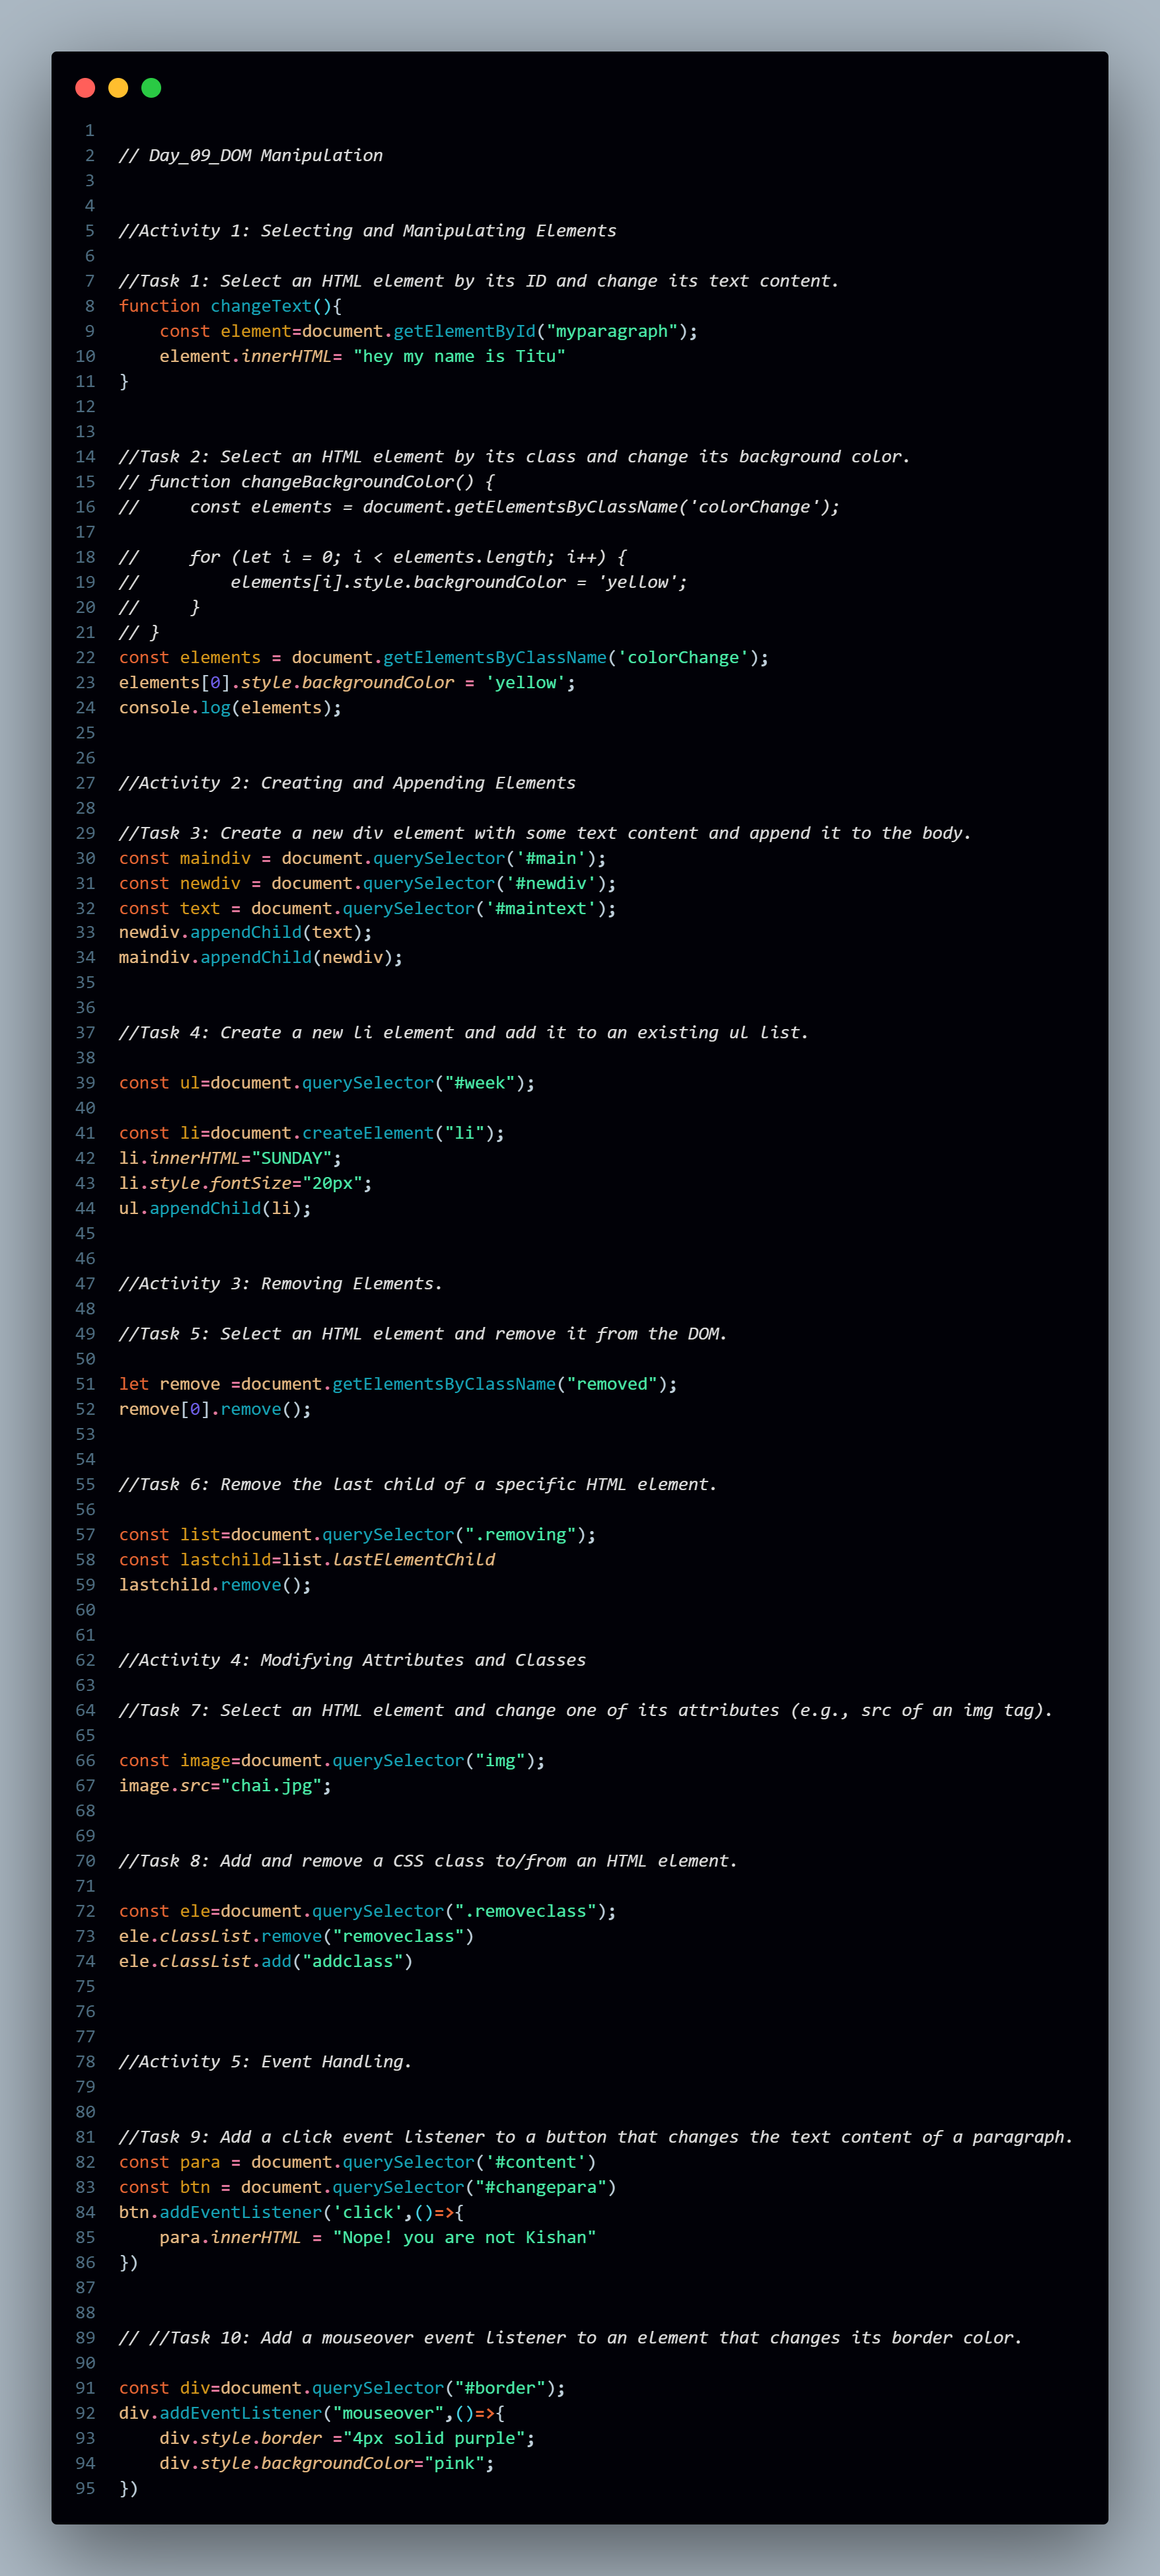 1
2 // Day_09_DOM Manipulation
3
4
5 //Activity 1: Selecting and Manipulating Elements
6
7 //Task 1: Select an HTML element by its ID and change its text content.
8 function changeText(){
9     const element=document.getElementById("myparagraph");
10     element.innerHTML= "hey my name is Titu"
11 }
12
13
14 //Task 2: Select an HTML element by its class and change its background color.
15 // function changeBackgroundColor() {
16 //     const elements = document.getElementsByClassName('colorChange');
17
18 //     for (let i = 0; i < elements.length; i++) {
19 //         elements[i].style.backgroundColor = 'yellow';
20 //     }
21 // }
22 const elements = document.getElementsByClassName('colorChange');
23 elements[0].style.backgroundColor = 'yellow';
24 console.log(elements);
25
26
27 //Activity 2: Creating and Appending Elements
28
29 //Task 3: Create a new div element with some text content and append it to the body.
30 const maindiv = document.querySelector('#main');
31 const newdiv = document.querySelector('#newdiv');
32 const text = document.querySelector('#maintext');
33 newdiv.appendChild(text);
34 maindiv.appendChild(newdiv);
35
36
37 //Task 4: Create a new li element and add it to an existing ul list.
38
39 const ul=document.querySelector("#week");
40
41 const li=document.createElement("li");
42 li.innerHTML="SUNDAY";
43 li.style.fontSize="20px";
44 ul.appendChild(li);
45
46
47 //Activity 3: Removing Elements.
48
49 //Task 5: Select an HTML element and remove it from the DOM.
50
51 let remove =document.getElementsByClassName("removed");
52 remove[0].remove();
53
54
55 //Task 6: Remove the last child of a specific HTML element.
56
57 const list=document.querySelector(".removing");
58 const lastchild=list.lastElementChild
59 lastchild.remove();
60
61
62 //Activity 4: Modifying Attributes and Classes
63
64 //Task 7: Select an HTML element and change one of its attributes (e.g., src of an img tag).
65
66 const image=document.querySelector("img");
67 image.src="chai.jpg";
68
69
70 //Task 8: Add and remove a CSS class to/from an HTML element.
71
72 const ele=document.querySelector(".removeclass");
73 ele.classList.remove("removeclass")
74 ele.classList.add("addclass")
75
76
77
78 //Activity 5: Event Handling.
79
80
81 //Task 9: Add a click event listener to a button that changes the text content of a paragraph.
82 const para = document.querySelector('#content')
83 const btn = document.querySelector("#changepara")
84 btn.addEventListener('click',()=>{
85     para.innerHTML = "Nope! you are not Kishan"
86 })
87
88
89 // //Task 10: Add a mouseover event listener to an element that changes its border color.
90
91 const div=document.querySelector("#border");
92 div.addEventListener("mouseover",()=>{
93     div.style.border ="4px solid purple";
94     div.style.backgroundColor="pink";
95 })